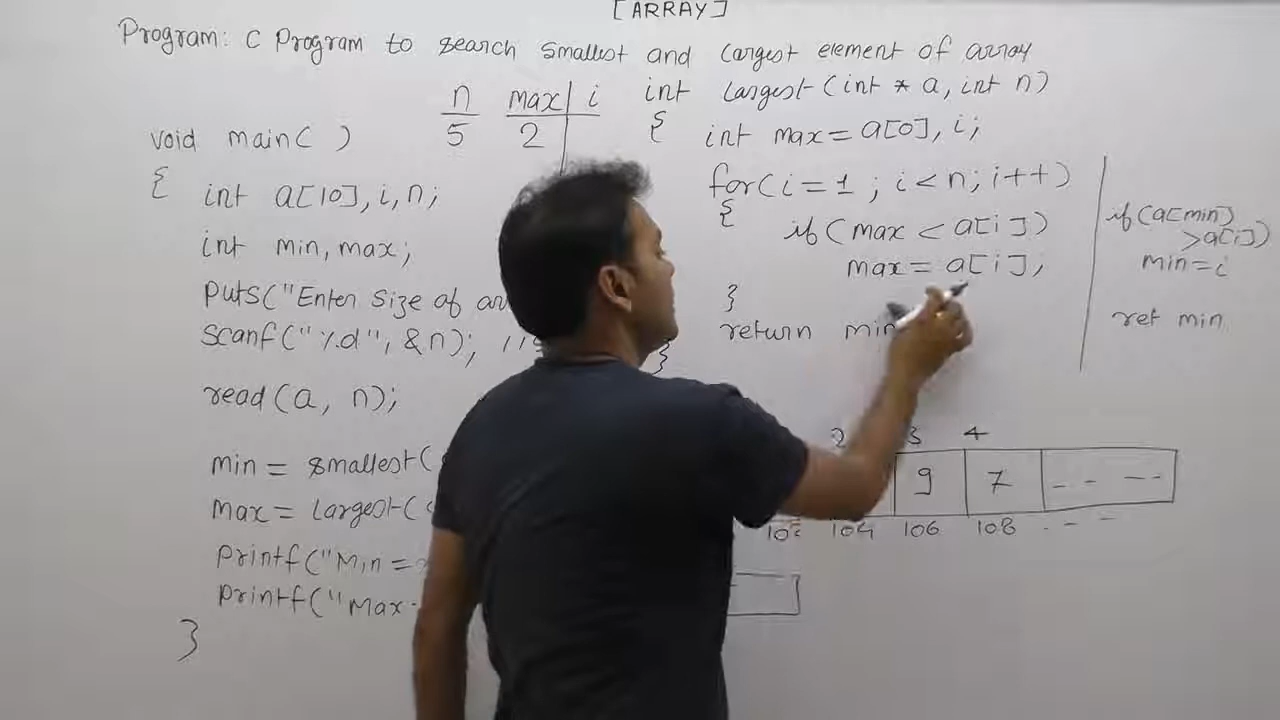 [ARRAY]
Program: C Program to search smallest and largest element of array
void main( )
{
int a[10], i, n;
int min, max;
puts("Enter Size of
scanf("%d", &n); //
read(a, n);
min = smallest(
max = largest(
printf("Min =
printf("Max
}
n max i
5 2
int largest(int * a, int n)
{
int max = a[0], i;
for(i=1 ; i<n; i++)
{
if(max < a[i])
max = a[i];
}
return min
}
if(a[min]
>a[i])
min=i
ret min
2 3 4
9 7 -- --
104 106 108 - - -